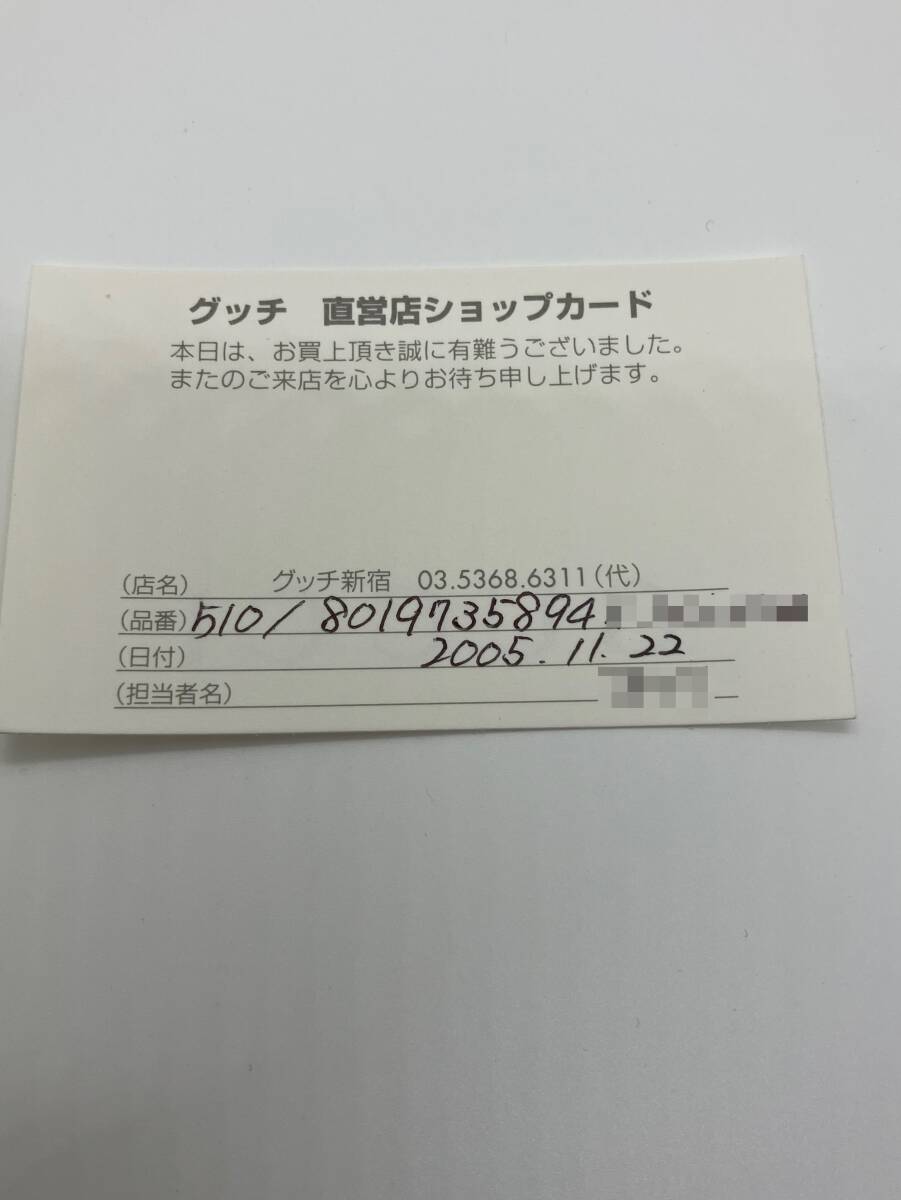 グッチ　直営店ショップカード
本日は、お買上頂き誠に有難うございました。
またのご来店を心よりお待ち申し上げます。
(店名) グッチ新宿 03.5368.6311(代)
(品番) 510/8019735894
(日付) 2005.11.22
(担当者名)